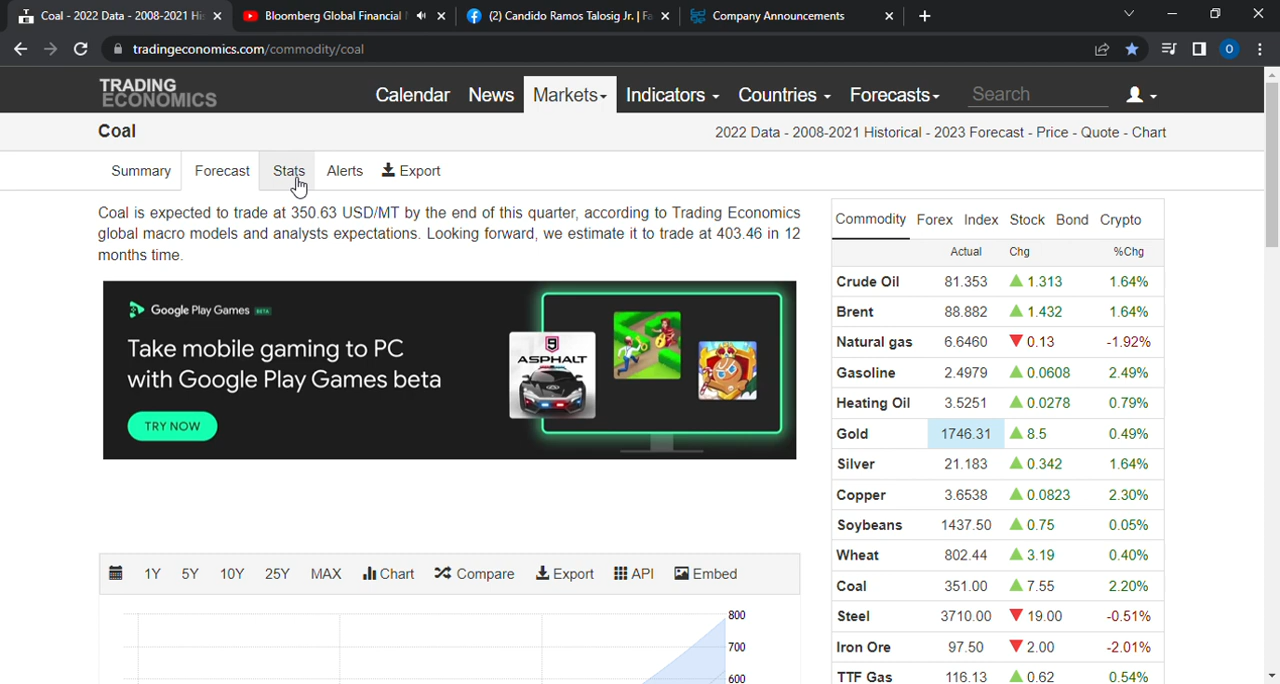 Coal - 2022 Data - 2008-2021 His
Bloomberg Global Financial
(2) Candido Ramos Talosig Jr. | Fa
Company Announcements
tradingeconomics.com/commodity/coal
O
TRADING
ECONOMICS
Calendar News Markets Indicators Countries Forecasts Search
Coal
2022 Data - 2008-2021 Historical - 2023 Forecast - Price - Quote - Chart
Summary Forecast Stats Alerts Export
Coal is expected to trade at 350.63 USD/MT by the end of this quarter, according to Trading Economics
global macro models and analysts expectations. Looking forward, we estimate it to trade at 403.46 in 12
months time.
Google Play Games BETA
Take mobile gaming to PC
with Google Play Games beta
TRY NOW
ASPHALT
1Y 5Y 10Y 25Y MAX Chart Compare Export API Embed
800
700
600
Commodity Forex Index Stock Bond Crypto
Actual Chg %Chg
Crude Oil 81.353 1.313 1.64%
Brent 88.882 1.432 1.64%
Natural gas 6.6460 0.13 -1.92%
Gasoline 2.4979 0.0608 2.49%
Heating Oil 3.5251 0.0278 0.79%
Gold 1746.31 8.5 0.49%
Silver 21.183 0.342 1.64%
Copper 3.6538 0.0823 2.30%
Soybeans 1437.50 0.75 0.05%
Wheat 802.44 3.19 0.40%
Coal 351.00 7.55 2.20%
Steel 3710.00 19.00 -0.51%
Iron Ore 97.50 2.00 -2.01%
TTF Gas 116.13 0.62 0.54%